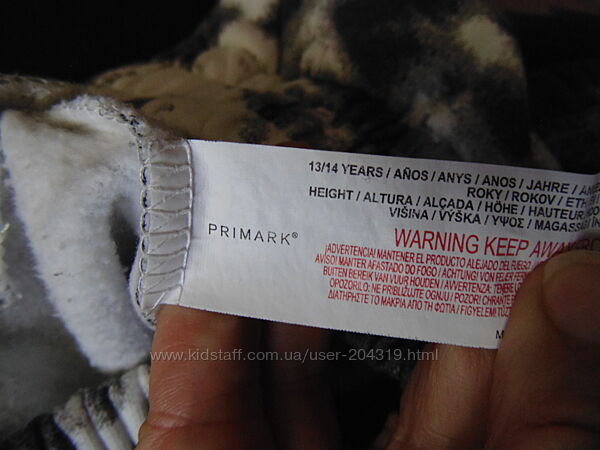 PRIMARK®
13/14 YEARS / AÑOS / ANYS / ANOS / JAHRE /
ROKY / ROKOV /
HEIGHT / ALTURA / ALÇADA / HÖHE / HAUTEUR
VIŠINA / VÝŠKA / ΥΨΟΣ /
WARNING KEEP
¡ADVERTENCIA! MANTENER EL PRODUCTO ALEJADO DEL FUEGO.
AVISO! MANTER AFASTADO DO FOGO / ACHTUNG! VON FEUER
BUITEN BEREIK VAN VUUR HOUDEN / AVVERTENZA: TENERE
OPOZORILO: NE PRIBLIŽUJTE OGNJU / POZOR! CHRAŇTE
ΔΙΑΤΗΡΗΣΤΕ ΤΟ ΜΑΚΡΙΑ ΑΠΟ ΤΗ ΦΩΤΙΑ / FIGYELEM!
www.kidstaff.com.ua/user-204319.html